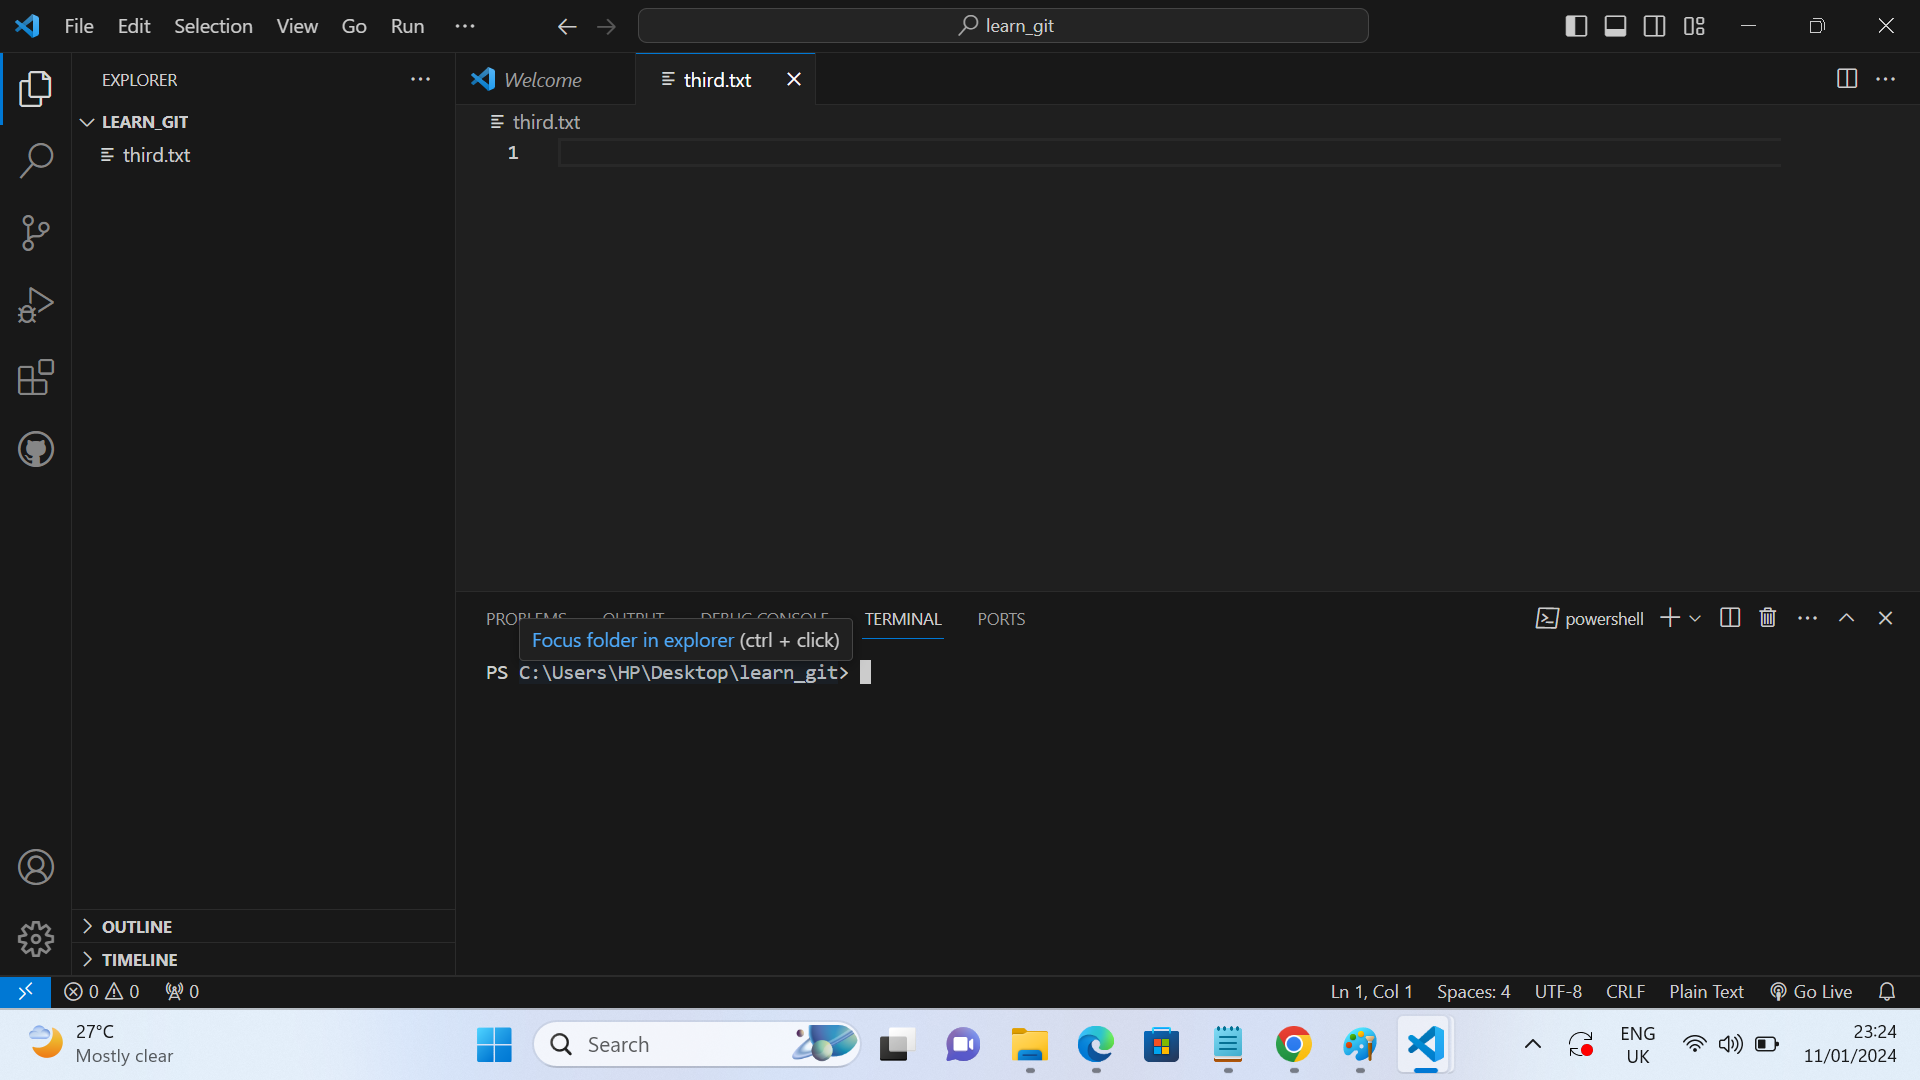 File Edit Selection View Go Run ···
learn_git
EXPLORER
LEARN_GIT
third.txt
Welcome
third.txt
third.txt
1
OUTLINE
TIMELINE
PROBLEMS OUTPUT DEBUG CONSOLE TERMINAL PORTS
powershell
Focus folder in explorer (ctrl + click)
PS C:\Users\HP\Desktop\learn_git>
0 0 0
Ln 1, Col 1 Spaces: 4 UTF-8 CRLF Plain Text Go Live
27°C
Mostly clear
Search
ENG
UK
23:24
11/01/2024